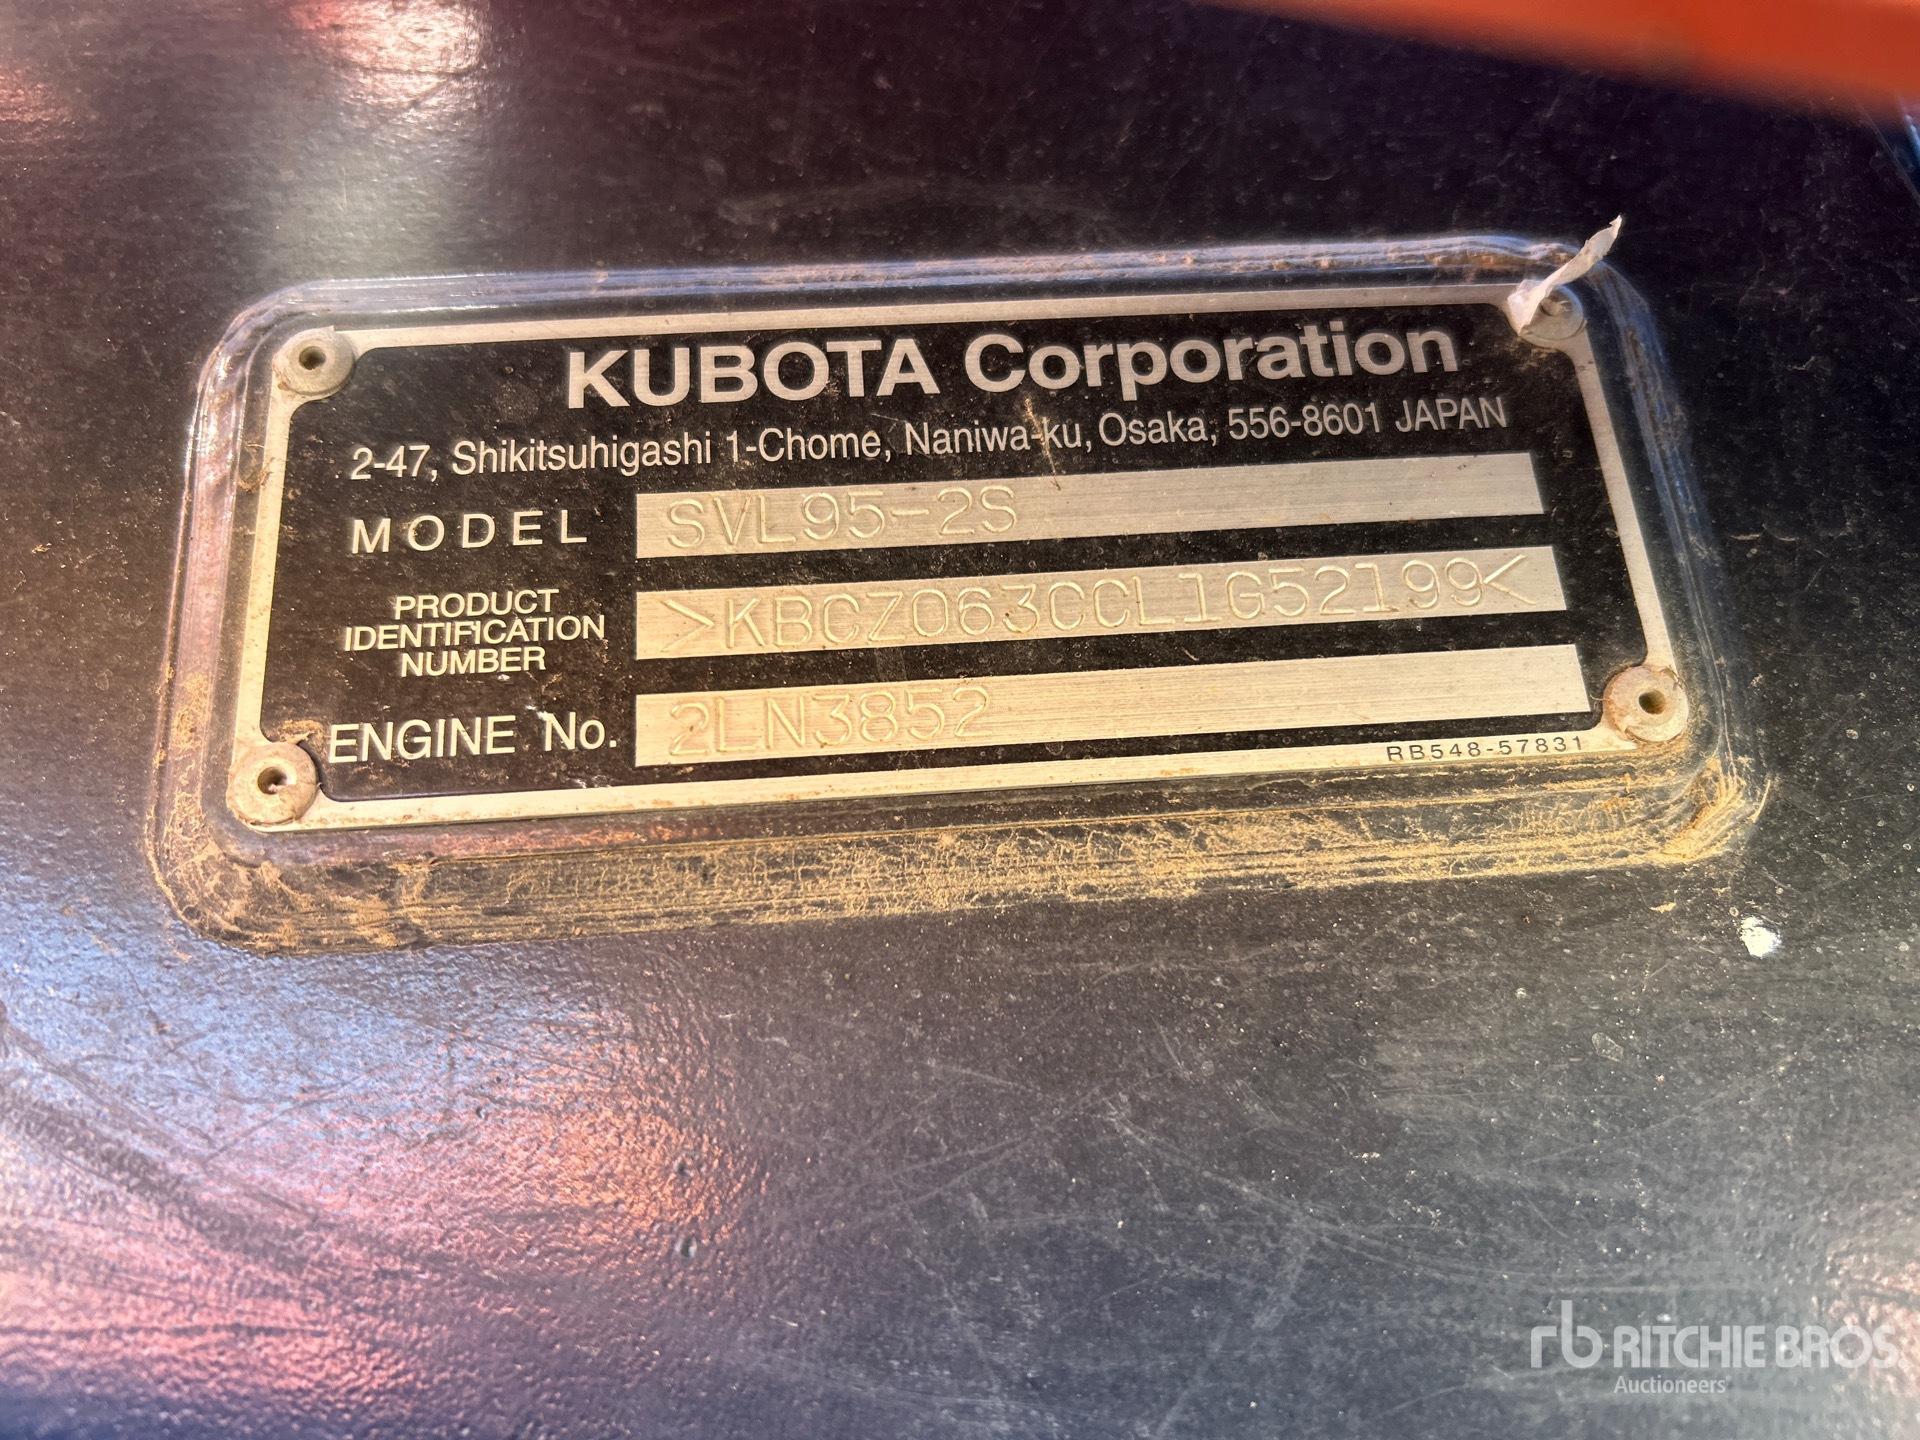 KUBOTA Corporation
2-47, Shikitsuhigashi 1-Chome, Naniwa-ku, Osaka, 556-8601 JAPAN
MODEL SVL95-2S
PRODUCT
IDENTIFICATION
NUMBER
>KBCZ063CCL1G52199<
ENGINE No. 2LN3852
RB548-57831
rb RITCHIE BROS.
Auctioneers